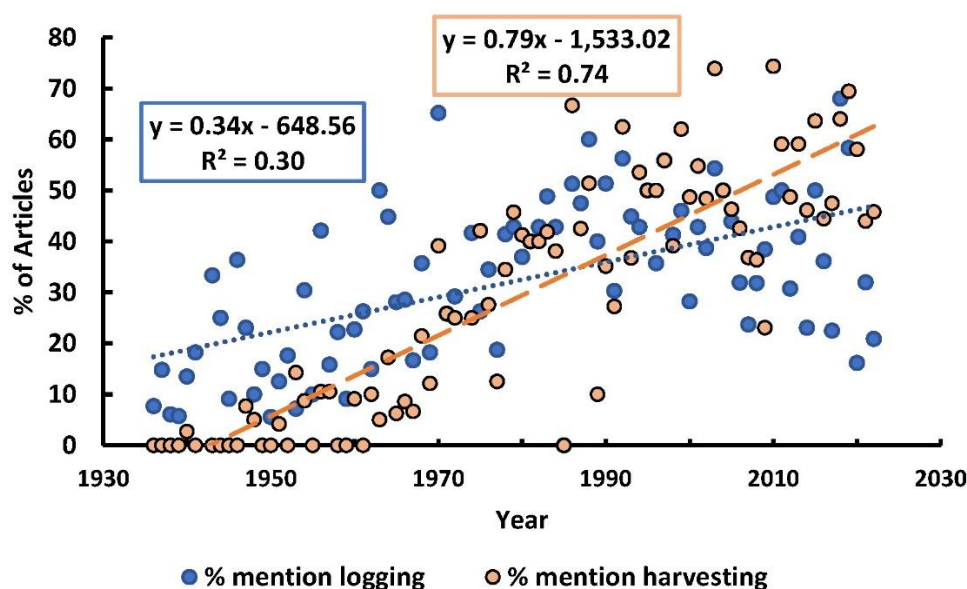 80
70
60
50
40
30
20
10
0
% of Articles
y = 0.34x - 648.56
R² = 0.30
y = 0.79x - 1,533.02
R² = 0.74
1930 1950 1970 1990 2010 2030
Year
% mention logging % mention harvesting